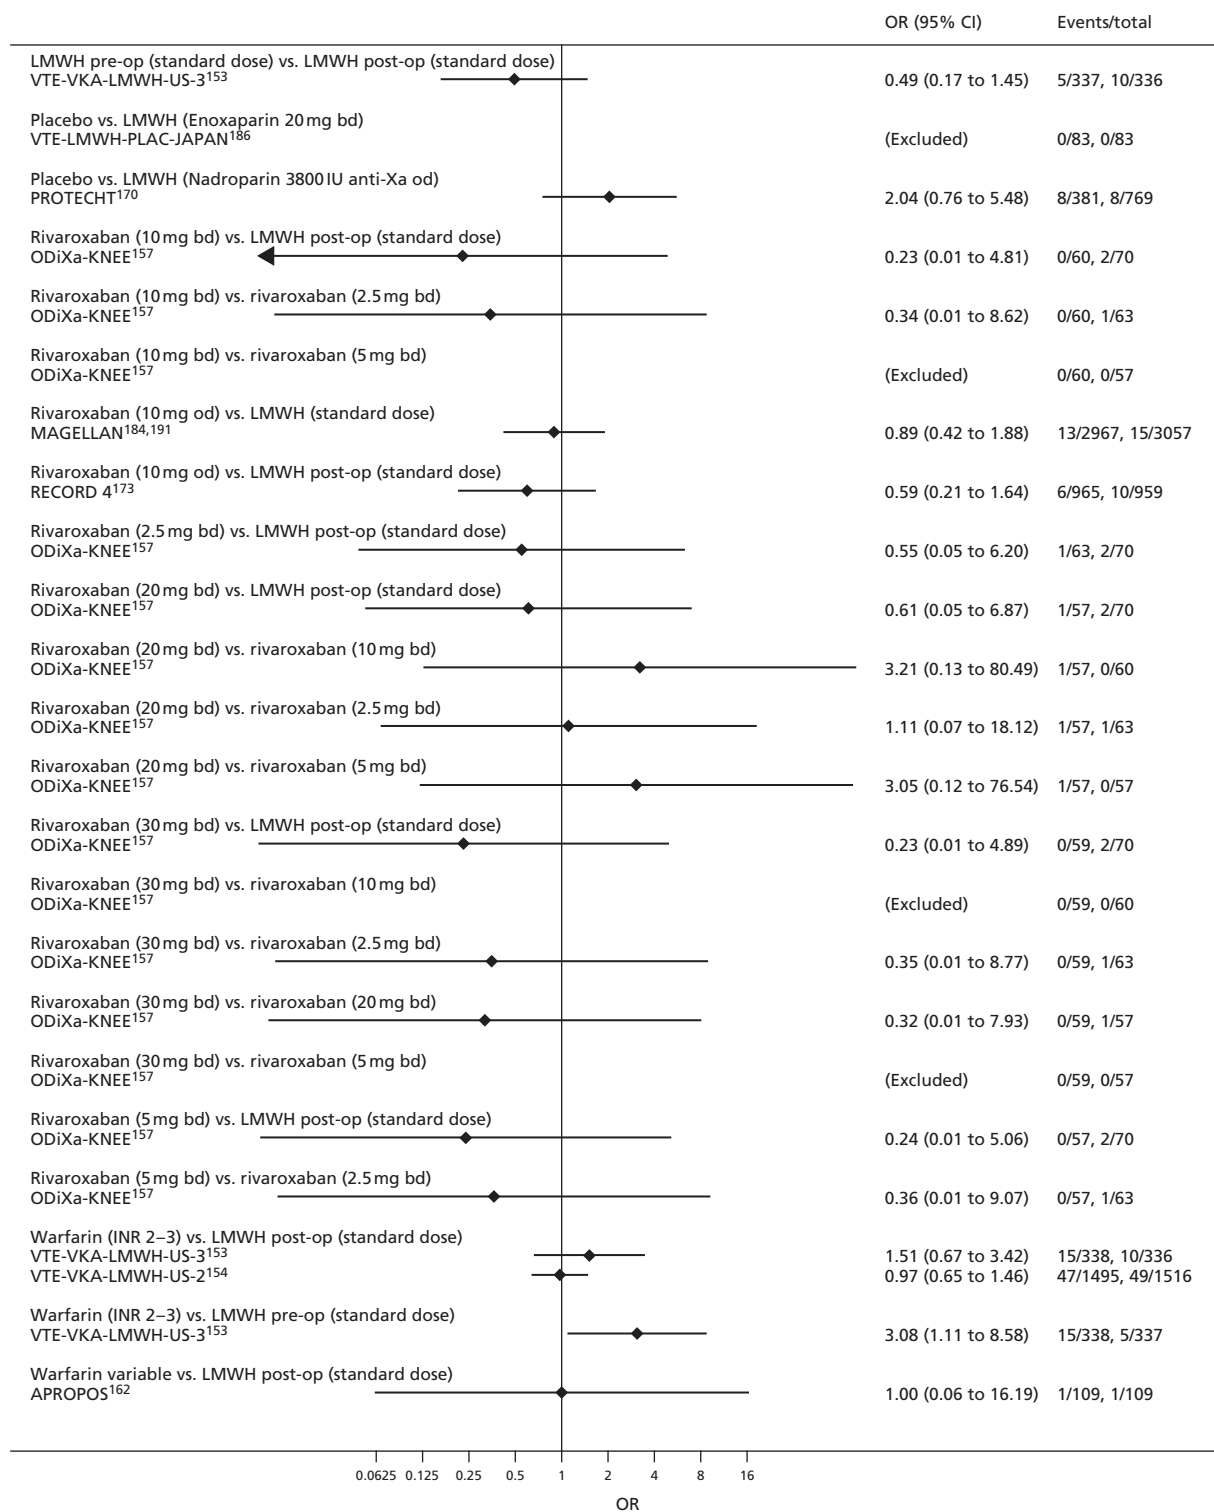 OR (95% CI) Events/total
LMWH pre-op (standard dose) vs. LMWH post-op (standard dose)
VTE-VKA-LMWH-US-3153 0.49 (0.17 to 1.45) 5/337, 10/336
Placebo vs. LMWH (Enoxaparin 20 mg bd)
VTE-LMWH-PLAC-JAPAN186 (Excluded) 0/83, 0/83
Placebo vs. LMWH (Nadroparin 3800 IU anti-Xa od)
PROTECHT170 2.04 (0.76 to 5.48) 8/381, 8/769
Rivaroxaban (10 mg bd) vs. LMWH post-op (standard dose)
ODiXa-KNEE157 0.23 (0.01 to 4.81) 0/60, 2/70
Rivaroxaban (10 mg bd) vs. rivaroxaban (2.5 mg bd)
ODiXa-KNEE157 0.34 (0.01 to 8.62) 0/60, 1/63
Rivaroxaban (10 mg bd) vs. rivaroxaban (5 mg bd)
ODiXa-KNEE157 (Excluded) 0/60, 0/57
Rivaroxaban (10 mg od) vs. LMWH (standard dose)
MAGELLAN184,191 0.89 (0.42 to 1.88) 13/2967, 15/3057
Rivaroxaban (10 mg od) vs. LMWH post-op (standard dose)
RECORD 4173 0.59 (0.21 to 1.64) 6/965, 10/959
Rivaroxaban (2.5 mg bd) vs. LMWH post-op (standard dose)
ODiXa-KNEE157 0.55 (0.05 to 6.20) 1/63, 2/70
Rivaroxaban (20 mg bd) vs. LMWH post-op (standard dose)
ODiXa-KNEE157 0.61 (0.05 to 6.87) 1/57, 2/70
Rivaroxaban (20 mg bd) vs. rivaroxaban (10 mg bd)
ODiXa-KNEE157 3.21 (0.13 to 80.49) 1/57, 0/60
Rivaroxaban (20 mg bd) vs. rivaroxaban (2.5 mg bd)
ODiXa-KNEE157 1.11 (0.07 to 18.12) 1/57, 1/63
Rivaroxaban (20 mg bd) vs. rivaroxaban (5 mg bd)
ODiXa-KNEE157 3.05 (0.12 to 76.54) 1/57, 0/57
Rivaroxaban (30 mg bd) vs. LMWH post-op (standard dose)
ODiXa-KNEE157 0.23 (0.01 to 4.89) 0/59, 2/70
Rivaroxaban (30 mg bd) vs. rivaroxaban (10 mg bd)
ODiXa-KNEE157 (Excluded) 0/59, 0/60
Rivaroxaban (30 mg bd) vs. rivaroxaban (2.5 mg bd)
ODiXa-KNEE157 0.35 (0.01 to 8.77) 0/59, 1/63
Rivaroxaban (30 mg bd) vs. rivaroxaban (20 mg bd)
ODiXa-KNEE157 0.32 (0.01 to 7.93) 0/59, 1/57
Rivaroxaban (30 mg bd) vs. rivaroxaban (5 mg bd)
ODiXa-KNEE157 (Excluded) 0/59, 0/57
Rivaroxaban (5 mg bd) vs. LMWH post-op (standard dose)
ODiXa-KNEE157 0.24 (0.01 to 5.06) 0/57, 2/70
Rivaroxaban (5 mg bd) vs. rivaroxaban (2.5 mg bd)
ODiXa-KNEE157 0.36 (0.01 to 9.07) 0/57, 1/63
Warfarin (INR 2–3) vs. LMWH post-op (standard dose)
VTE-VKA-LMWH-US-3153 1.51 (0.67 to 3.42) 15/338, 10/336
VTE-VKA-LMWH-US-2154 0.97 (0.65 to 1.46) 47/1495, 49/1516
Warfarin (INR 2–3) vs. LMWH pre-op (standard dose)
VTE-VKA-LMWH-US-3153 3.08 (1.11 to 8.58) 15/338, 5/337
Warfarin variable vs. LMWH post-op (standard dose)
APROPOS162 1.00 (0.06 to 16.19) 1/109, 1/109
0.0625 0.125 0.25 0.5 1 2 4 8 16
OR